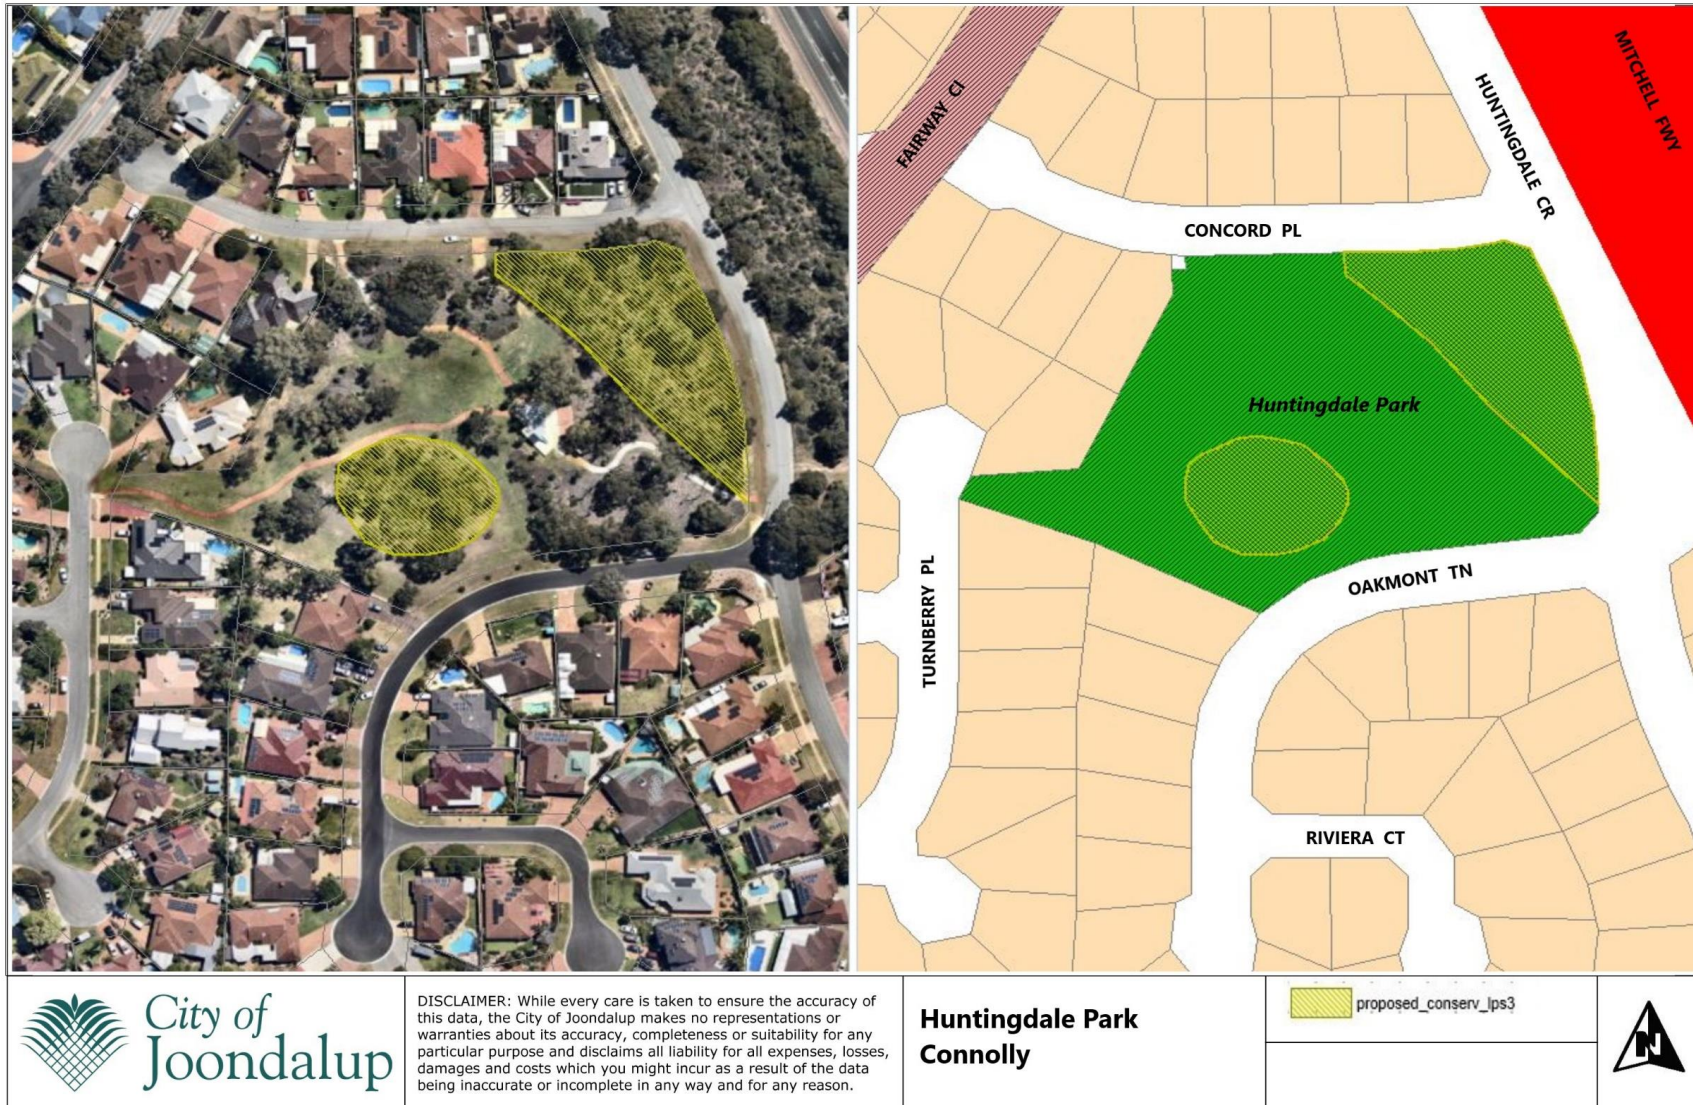 MITCHELL FWY
HUNTINGDALE CR
FAIRWAY CI
CONCORD PL
Huntingdale Park
OAKMONT TN
TURNBERRY PL
RIVIERA CT
City of
Joondalup
DISCLAIMER: While every care is taken to ensure the accuracy of
this data, the City of Joondalup makes no representations or
warranties about its accuracy, completeness or suitability for any
particular purpose and disclaims all liability for all expenses, losses,
damages and costs which you might incur as a result of the data
being inaccurate or incomplete in any way and for any reason.
Huntingdale Park
Connolly
proposed_conserv_lps3
N